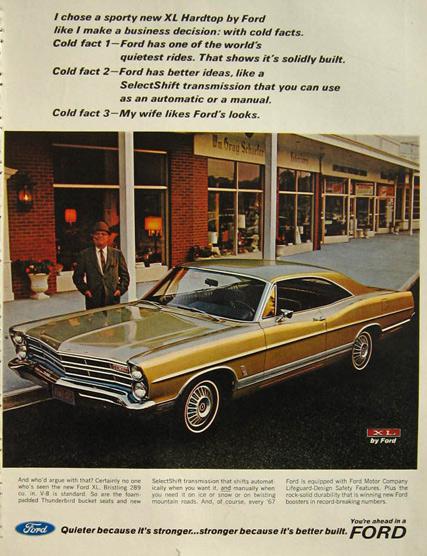 I chose a sporty new XL Hardtop by Ford
like I make a business decision: with cold facts.
Cold fact 1—Ford has one of the world's
quietest rides. That shows it's solidly built.
Cold fact 2—Ford has better ideas, like a
SelectShift transmission that you can use
as an automatic or a manual.
Cold fact 3—My wife likes Ford's looks.
Wm Gray Schaefer
XL
by Ford
And who'd argue with that? Certainly no one
who's seen the new Ford XL. Bristling 289
cu. in. V-8 is standard. So are the foam-
padded Thunderbird bucket seats and new
SelectShift transmission that shifts automat-
ically when you want it, and manually when
you need it on ice or snow or on twisting
mountain roads. And, of course, every '67
Ford is equipped with Ford Motor Company
Lifeguard-Design Safety Features. Plus the
rock-solid durability that is winning new Ford
boosters in record-breaking numbers.
Ford
Quieter because it's stronger...stronger because it's better built.
You're ahead in a
FORD